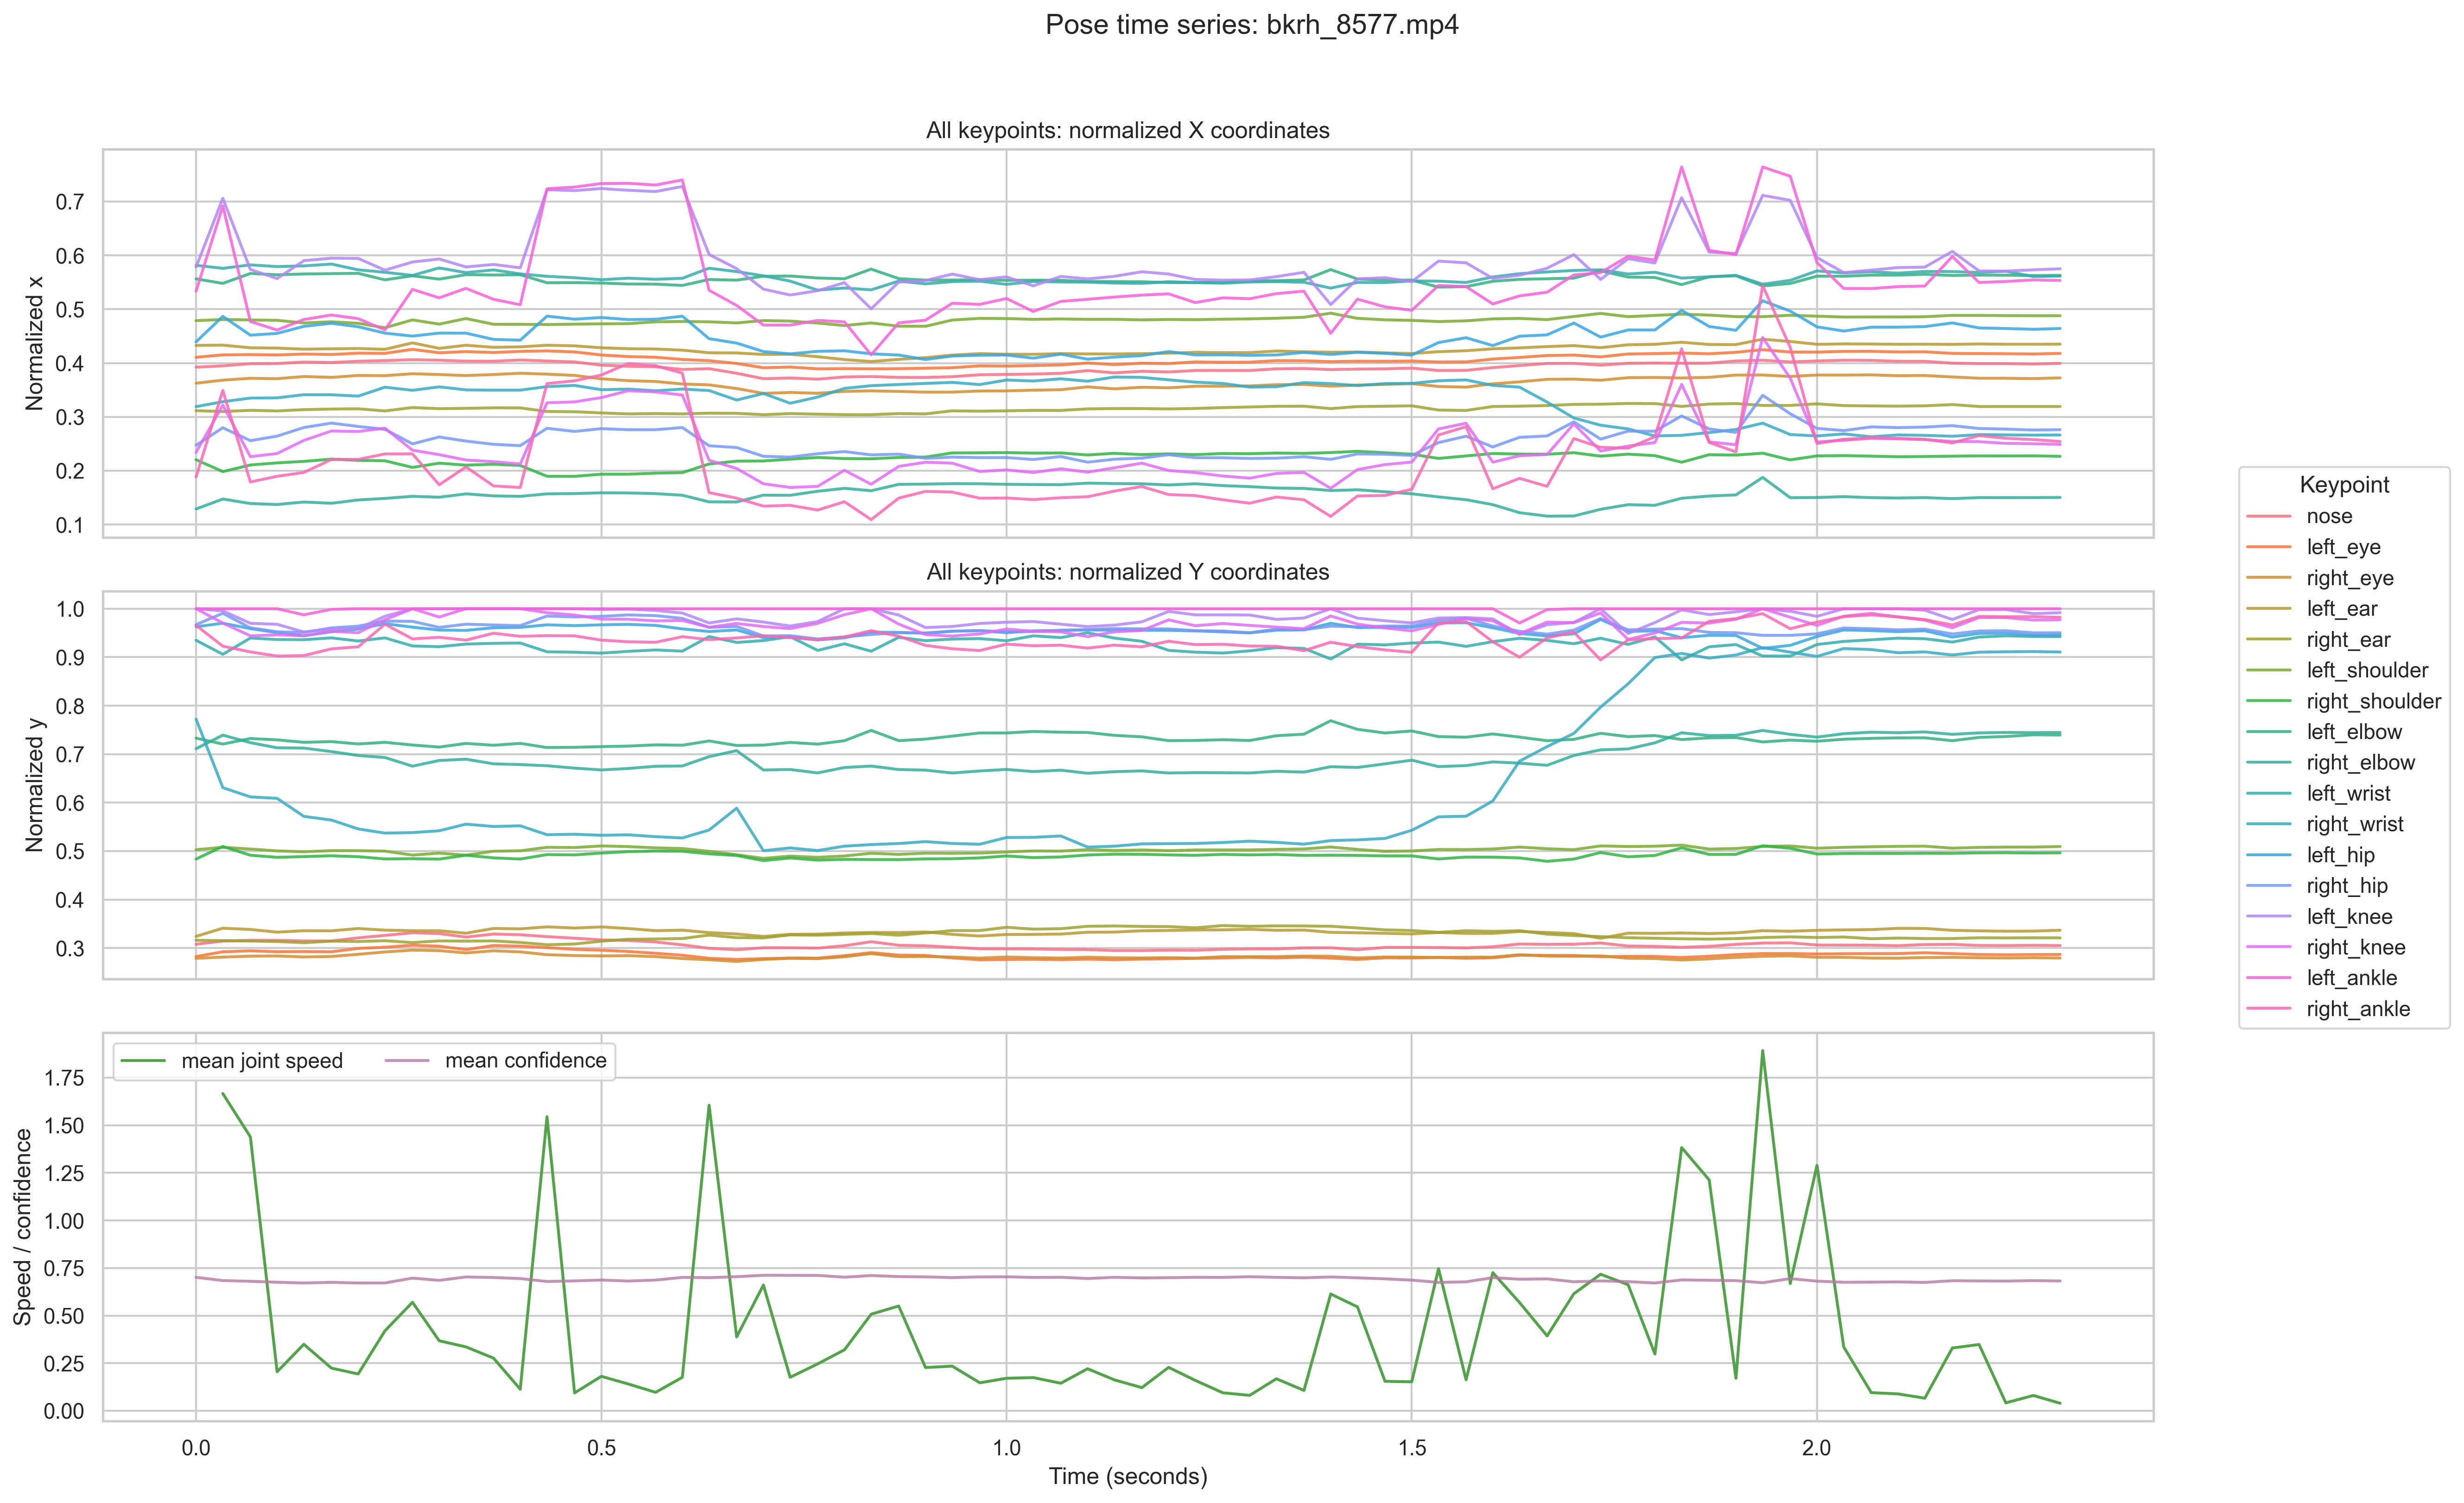 Pose time series: bkrh_8577.mp4
All keypoints: normalized X coordinates
Normalized x
0.7
0.6
0.5
0.4
0.3
0.2
0.1
All keypoints: normalized Y coordinates
Normalized y
1.0
0.9
0.8
0.7
0.6
0.5
0.4
0.3
Keypoint
nose
left_eye
right_eye
left_ear
right_ear
left_shoulder
right_shoulder
left_elbow
right_elbow
left_wrist
right_wrist
left_hip
right_hip
left_knee
right_knee
left_ankle
right_ankle
mean joint speed mean confidence
Speed / confidence
1.75
1.50
1.25
1.00
0.75
0.50
0.25
0.00
0.0 0.5 1.0 1.5 2.0
Time (seconds)